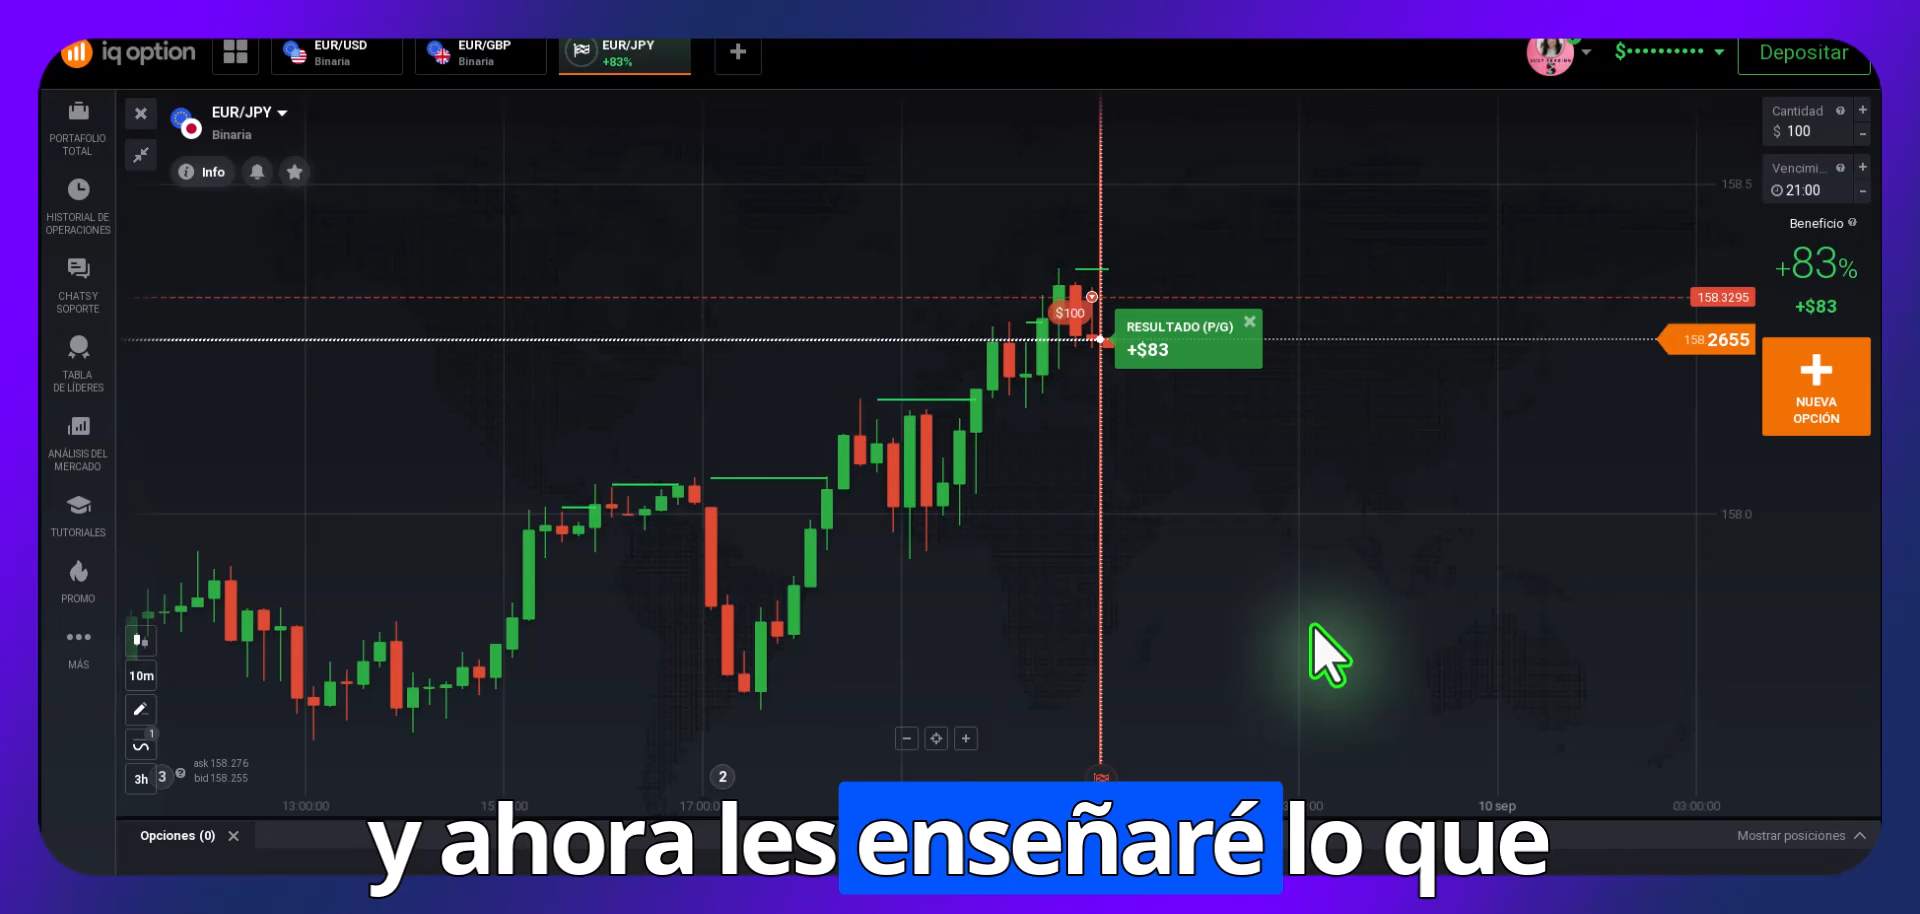 iq option
EUR/USD
Binaria
EUR/GBP
Binaria
EUR/JPY
+83%
$••••••••••
Depositar
PORTAFOLIO
TOTAL
HISTORIAL DE
OPERACIONES
CHATS Y
SOPORTE
TABLA
DE LÍDERES
ANÁLISIS DEL
MERCADO
TUTORIALES
PROMO
MÁS
EUR/JPY
Binaria
Info
Cantidad
$ 100
Vencimi...
21:00
Beneficio
+83%
+$83
NUEVA
OPCIÓN
158.5
158.3295
158.2655
158.0
$100
RESULTADO (P/G)
+$83
10m
1
3h
3
ask 158.276
bid 158.255
2
13:00:00
17:00:
10 sep
03:00:00
Opciones (0)
Mostrar posiciones
y ahora les enseñaré lo que